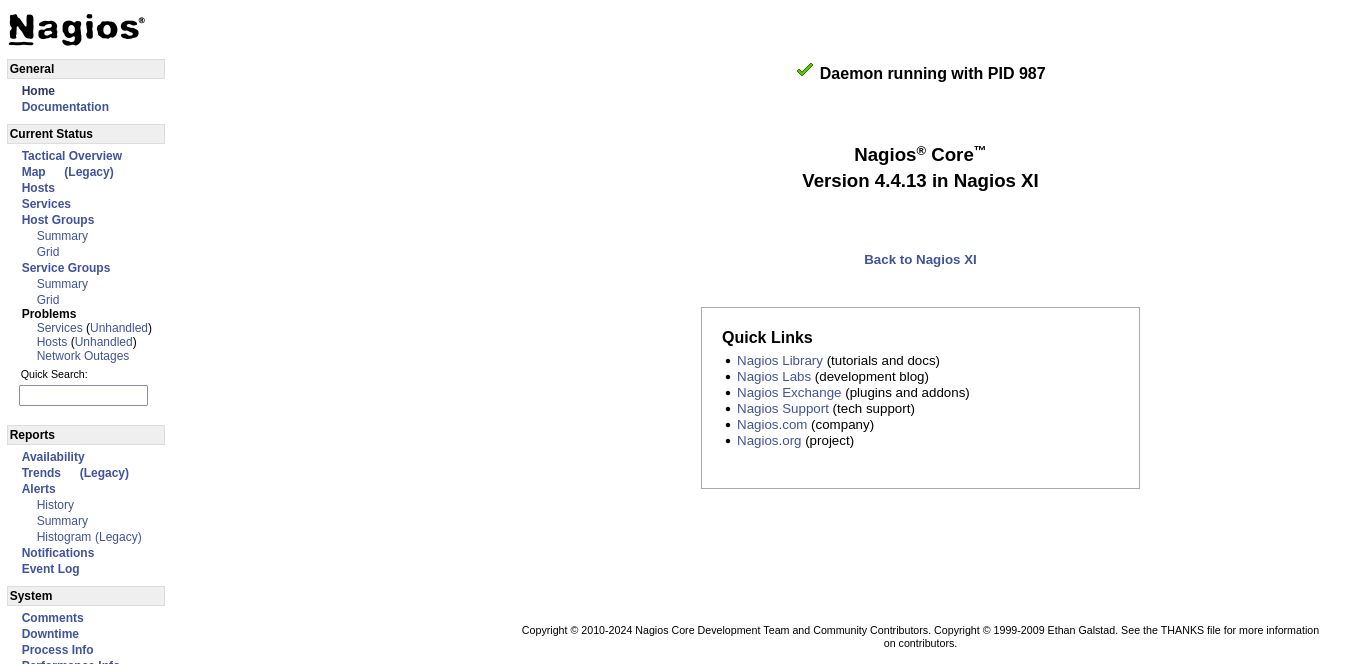 Nagios®
General
Home
Documentation
Current Status
Tactical Overview
Map (Legacy)
Hosts
Services
Host Groups
Summary
Grid
Service Groups
Summary
Grid
Problems
Services (Unhandled)
Hosts (Unhandled)
Network Outages
Quick Search:
Reports
Availability
Trends (Legacy)
Alerts
History
Summary
Histogram (Legacy)
Notifications
Event Log
System
Comments
Downtime
Process Info
Performance Info
Daemon running with PID 987
Nagios® Core™
Version 4.4.13 in Nagios XI
Back to Nagios XI
Quick Links
• Nagios Library (tutorials and docs)
• Nagios Labs (development blog)
• Nagios Exchange (plugins and addons)
• Nagios Support (tech support)
• Nagios.com (company)
• Nagios.org (project)
Copyright © 2010-2024 Nagios Core Development Team and Community Contributors. Copyright © 1999-2009 Ethan Galstad. See the THANKS file for more information
on contributors.